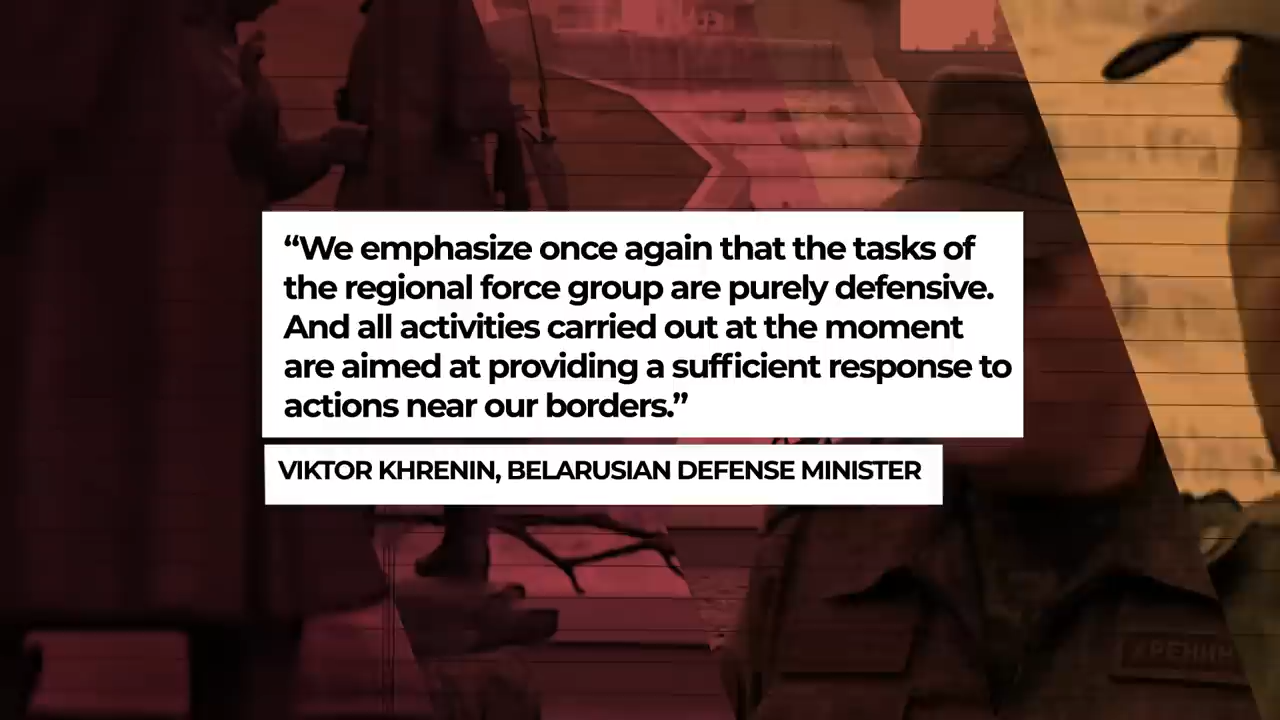 “We emphasize once again that the tasks of
the regional force group are purely defensive.
And all activities carried out at the moment
are aimed at providing a sufficient response to
actions near our borders.”
VIKTOR KHRENIN, BELARUSIAN DEFENSE MINISTER
ХРЕНИН